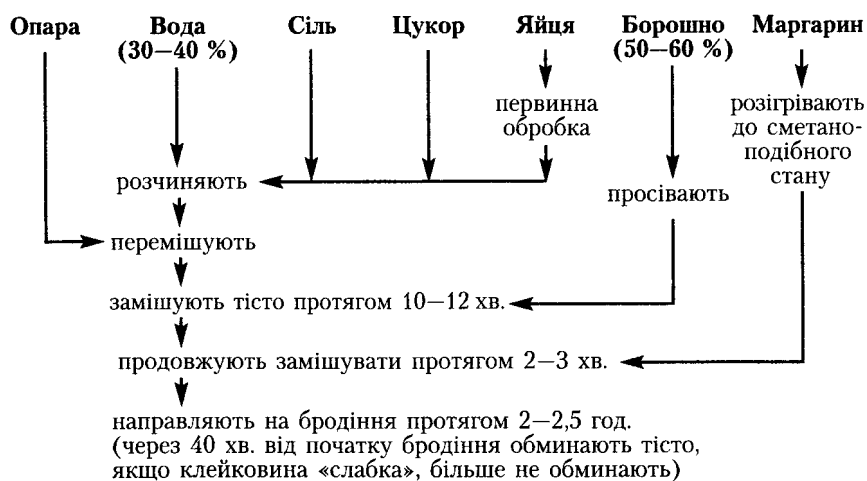 Опара Вода Сіль Цукор Яйця Борошно Маргарин
(30—40 %) (50—60 %)
первинна
обробка
розігрівають
до сметано-
подібного
стану
розчиняють
просівають
перемішують
замішують тісто протягом 10—12 хв.
продовжують замішувати протягом 2—3 хв.
направляють на бродіння протягом 2—2,5 год.
(через 40 хв. від початку бродіння обминають тісто,
якщо клейковина «слабка», більше не обминають)